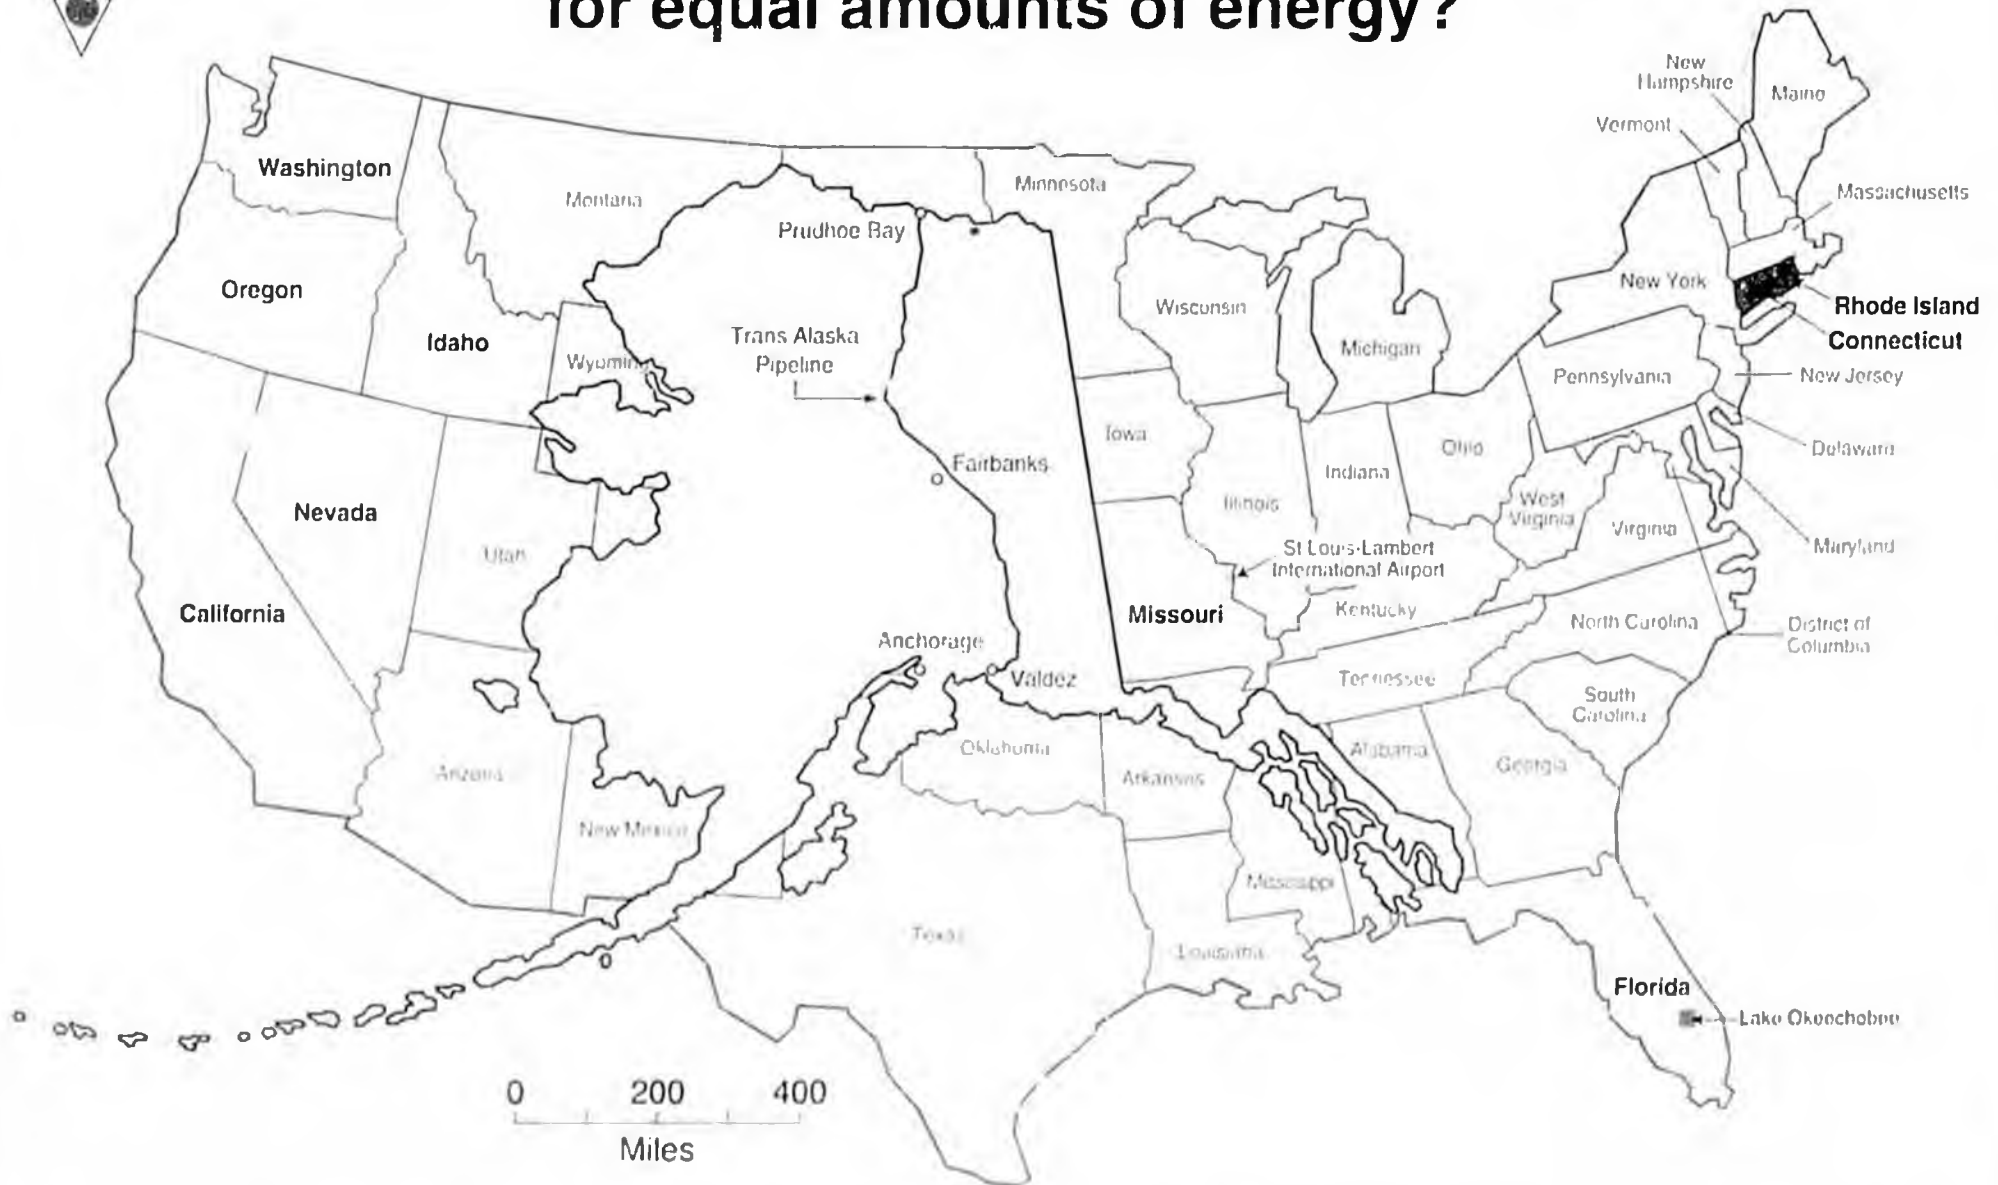 for equal amounts of energy?
New
Hampshire
Maine
Vermont
Washington
Montana
Minnesota
Massachusetts
Prudhoe Bay
Oregon
New York
Wisconsin
Rhode Island
Connecticut
Idaho
Trans Alaska
Pipeline
Wyoming
Michigan
Pennsylvania
New Jersey
Iowa
Ohio
Delaware
Fairbanks
Indiana
Illinois
West
Virginia
Virginia
Nevada
Utah
St Louis-Lambert
International Airport
Maryland
California
Missouri
Kentucky
North Carolina
District of
Columbia
Anchorage
Valdez
Tennessee
South
Carolina
Oklahoma
Alabama
Georgia
Arizona
Arkansas
New Mexico
Mississippi
Texas
Louisiana
Florida
Lake Okeechobee
0 200 400
Miles